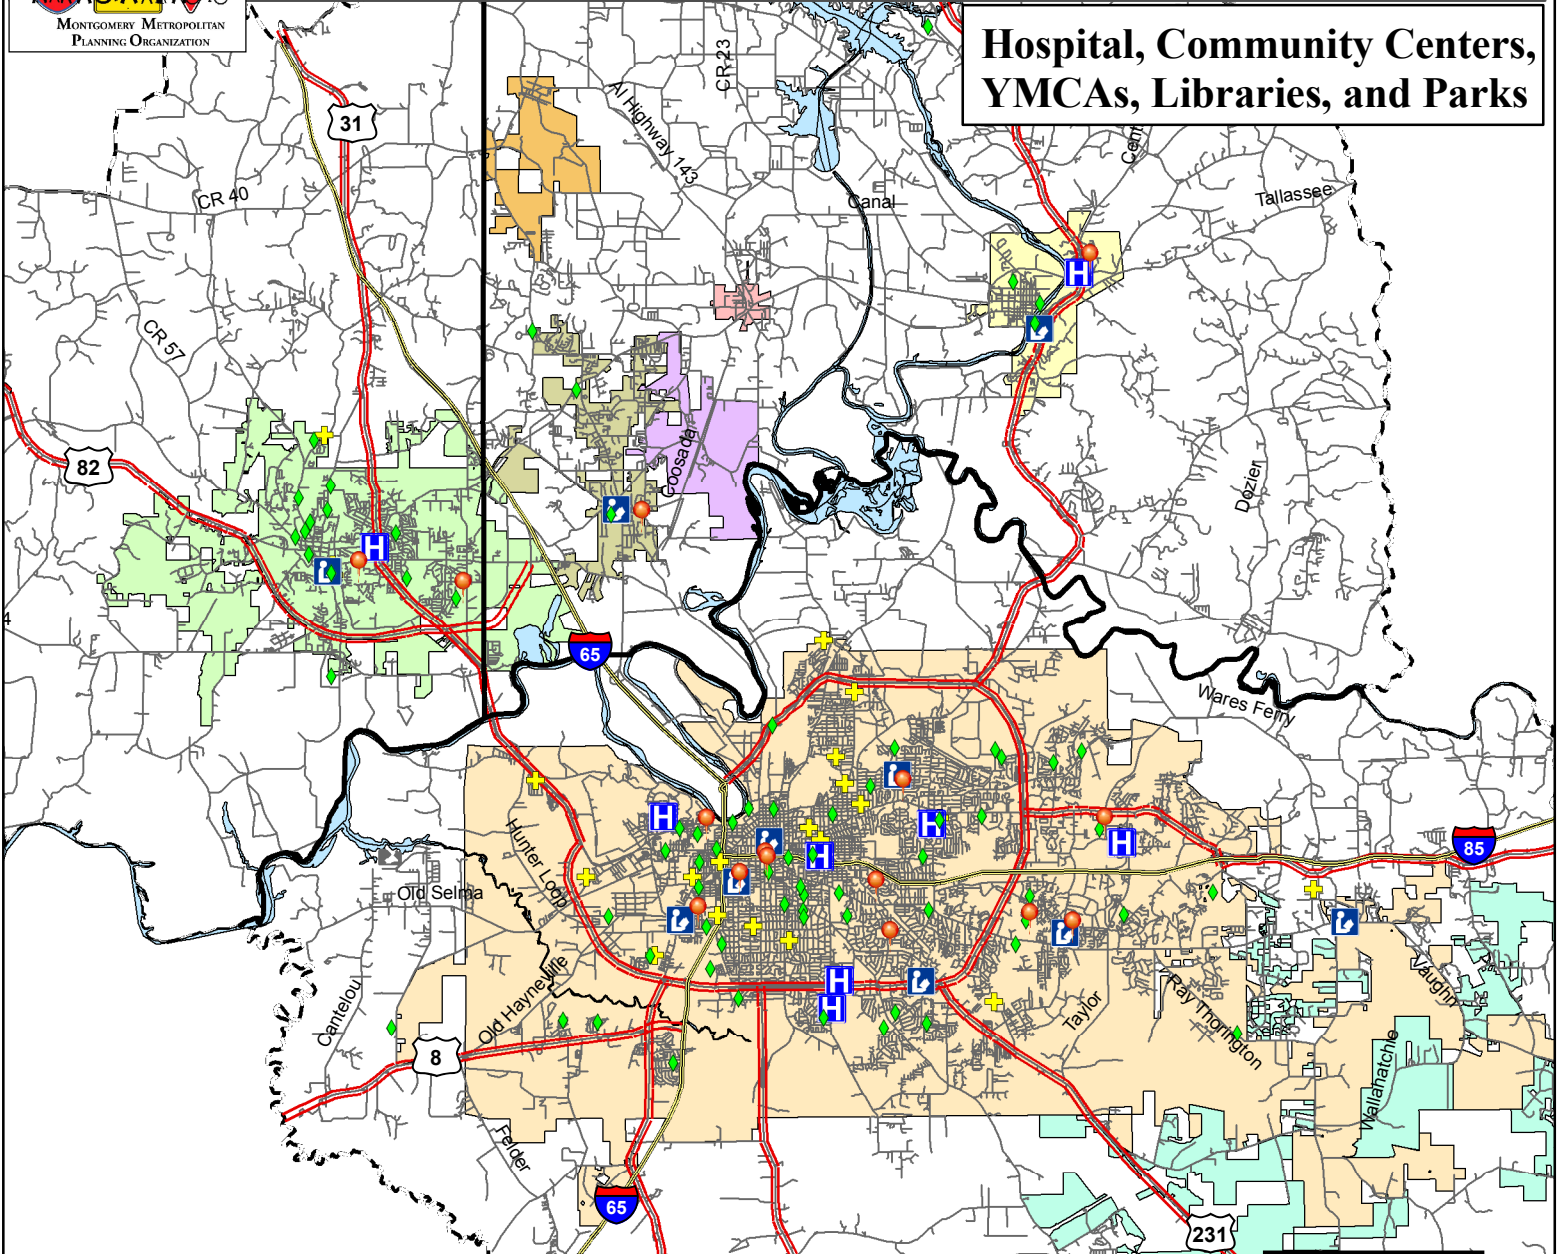 MONTGOMERY METROPOLITAN
PLANNING ORGANIZATION
Hospital, Community Centers,
YMCAs, Libraries, and Parks
CR 23
Al Highway 143
31
Canal
Tallassee
CR 40
CR 57
82
Coosada
Dozier
65
Wares Ferry
Hunter Loop
85
Old Selma
Cantelou
Old Hayneville
8
Taylor
Ray Thorington
Vaughn
Wallahatchie
Felder
65
231
H
H
H
H
H
H
H
H